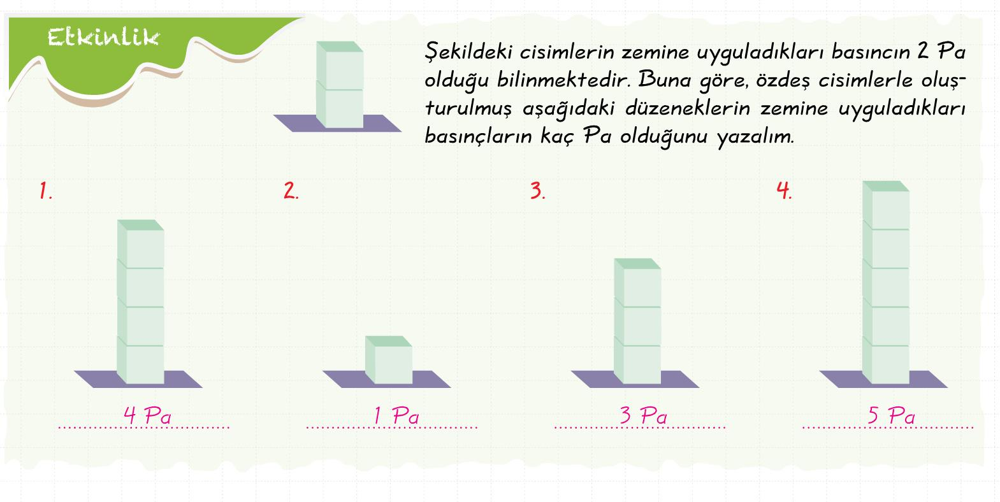 Etkinlik
Şekildeki cisimlerin zemine uyguladıkları basıncın 2 Pa
olduğu bilinmektedir. Buna göre, özdeş cisimlerle oluş-
turulmuş aşağıdaki düzeneklerin zemine uyguladıkları
basınçların kaç Pa olduğunu yazalım.
1.
2.
3.
4.
4 Pa
1 Pa
3 Pa
5 Pa